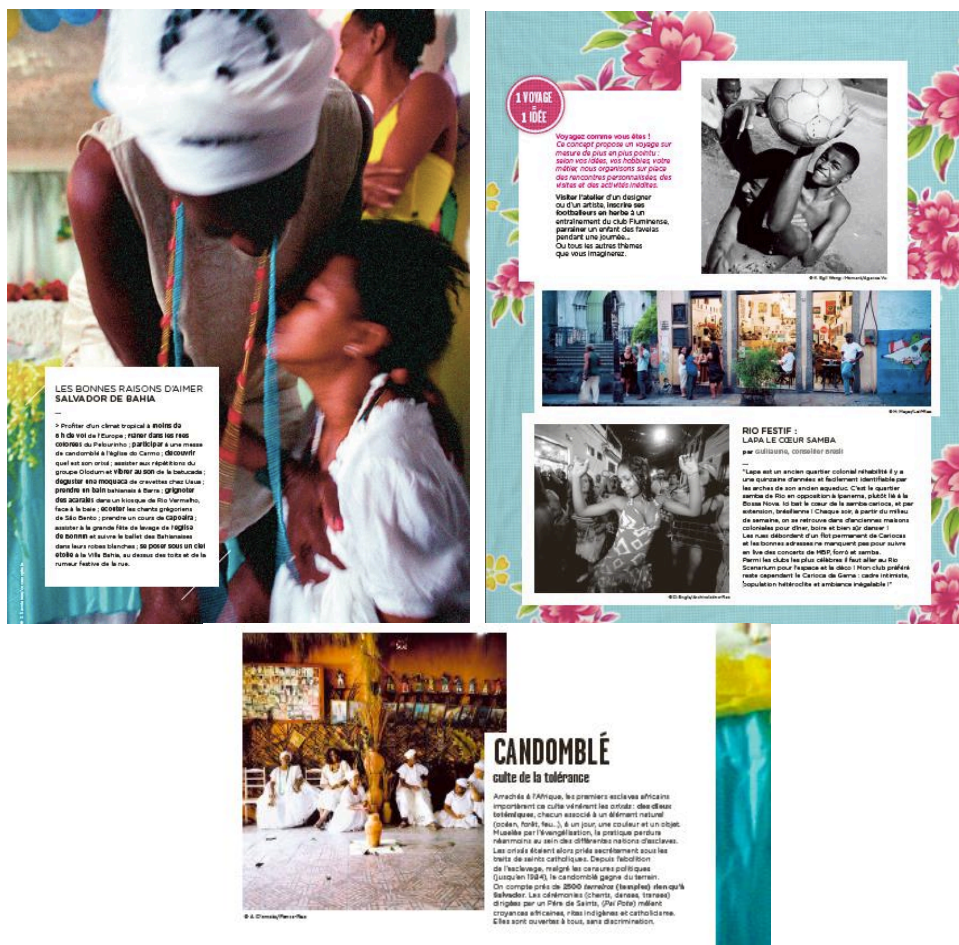 LES BONNES RAISONS D'AIMER
SALVADOR DE BAHIA
—
> Profiter d'un climat tropical à moins de
8 h de vol de l'Europe ; flâner dans les rues
colorées du Pelourinho ; participer à une messe
de candomblé à l'église do Carmo ; découvrir
quel est son orixá ; assister aux répétitions du
groupe Olodum et vibrer au son de la batucada ;
déguster une moqueca de crevettes chez
prendre un bain bahianais à Barra ; grignoter
des acarajés dans un kiosque de Rio Vermelho,
face à la baie ; écouter les chants grégoriens
de São Bento ; prendre un cours de capoeira ;
assister à la grande fête de lavage de l'église
de Bonfim et suivre le ballet des Bahianaises
dans leurs robes blanches ; se poser sous un ciel
étoilé à la Villa Bahia, au dessus des toits et de la
rumeur festive de la rue.
1 VOYAGE
=
1 IDÉE
Voyagez comme vous êtes !
Ce concept propose un voyage sur
mesure de plus en plus pointu :
selon vos idées, vos hobbies, votre
métier, nous organisons sur place
des rencontres personnalisées, des
visites et des activités inédites.
Visiter l'atelier d'un designer
ou d'un artiste, inscrire ses
footballeurs en herbe à un
entraînement du club Fluminense,
parrainer un enfant des favelas
pendant une journée...
Ou tous les autres thèmes
que vous imaginerez.
RIO FESTIF :
LAPA LE CŒUR SAMBA
par Guillaume, conseiller Brésil
—
"Lapa est un ancien quartier colonial réhabilité il y a
une quinzaine d'années et facilement identifiable par
les arches de son ancien aqueduc. C'est le quartier
samba de Rio en opposition à Ipanema, plutôt lié à la
Bossa Nova. Ici bat le cœur de la samba carioca, et par
extension, brésilienne ! Chaque soir, à partir du milieu
de semaine, on se retrouve dans d'anciennes maisons
coloniales pour dîner, boire et bien sûr danser !
Les rues débordent d'un flot permanent de Cariocas
et les bonnes adresses ne manquent pas pour suivre
en live des concerts de MBP, forró et samba.
Parmi les clubs les plus célèbres il faut aller au Rio
Scenarium pour l'espace et la déco ! Mon club préféré
reste cependant le Carioca da Gema : cadre intimiste,
population hétéroclite et ambiance inégalable !"
CANDOMBLÉ
culte de la tolérance
Arrachés à l'Afrique, les premiers esclaves africains
importèrent ce culte vénérant les orixás : des dieux
totémiques, chacun associé à un élément naturel
(océan, forêt, feu...), à un jour, une couleur et un objet.
Muselée par l'évangélisation, la pratique perdura
néanmoins au sein des différentes nations d'esclaves.
Les orixás étaient alors priés secrètement sous les
traits de saints catholiques. Depuis l'abolition
de l'esclavage, malgré les censures politiques
(jusqu'en 1984), le candomblé gagne du terrain.
On compte près de 2500 terreiros (temples) rien qu'à
Salvador. Les cérémonies (chants, danses, transes)
dirigées par un Père de Saints, (Pai Pote) mêlent
croyances africaines, rites indigènes et catholicisme.
Elles sont ouvertes à tous, sans discrimination.